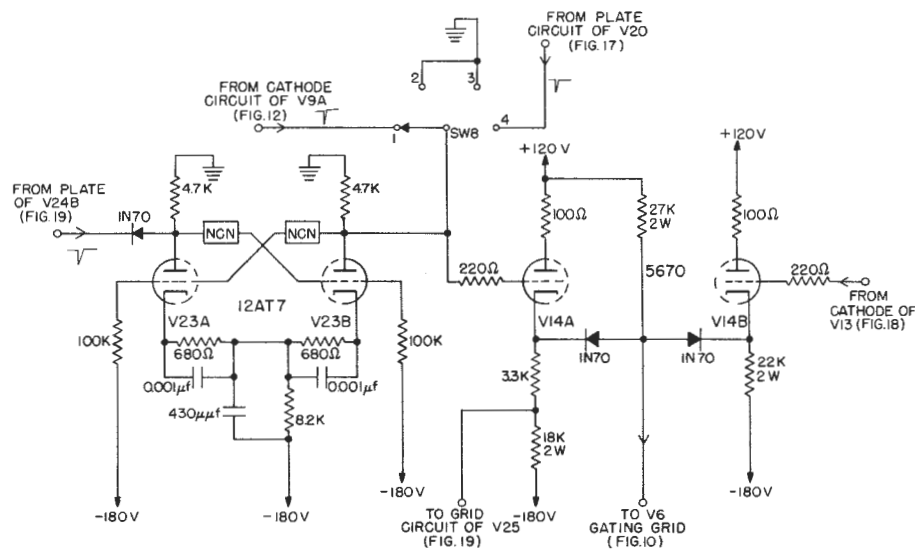 FROM PLATE
CIRCUIT OF V20
(FIG. 17)
2
3
FROM CATHODE
CIRCUIT OF V9A
(FIG. 12)
4
1
SW8
+120V
+120V
4.7K
4.7K
FROM PLATE
OF V24B
(FIG. 19)
1N70
NCN
NCN
100Ω
27K
2W
100Ω
5670
220Ω
220Ω
12AT7
FROM
CATHODE OF
V13 (FIG. 18)
V23A
V23B
V14A
V14B
100K
680Ω
680Ω
100K
1N70
1N70
0.001μf
0.001μf
3.3K
22K
2W
430μμf
8.2K
18K
2W
-180V
-180V
-180V
-180V
-180V
TO GRID
CIRCUIT OF V25
(FIG. 19)
TO V6
GATING GRID
(FIG. 10)